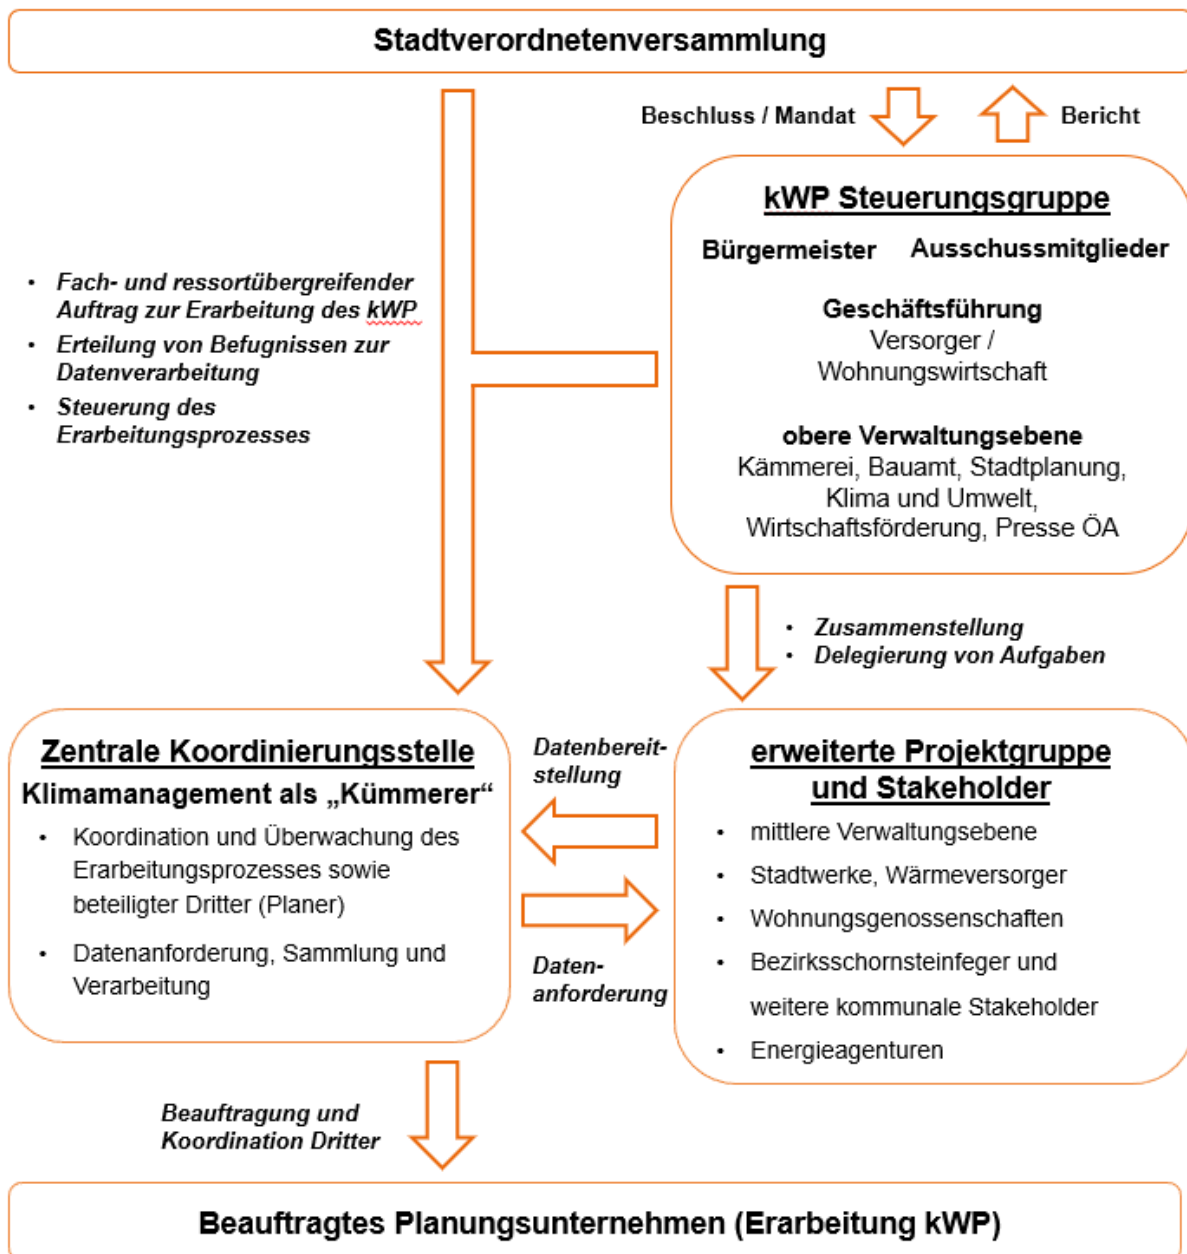 Stadtverordnetenversammlung
Beschluss / Mandat
Bericht
kWP Steuerungsgruppe
Bürgermeister
Ausschussmitglieder
Geschäftsführung
Versorger /
Wohnungswirtschaft
obere Verwaltungsebene
Kämmerei, Bauamt, Stadtplanung,
Klima und Umwelt,
Wirtschaftsförderung, Presse ÖA
• Fach- und ressortübergreifender
Auftrag zur Erarbeitung des kWP
• Erteilung von Befugnissen zur
Datenverarbeitung
• Steuerung des
Erarbeitungsprozesses
• Zusammenstellung
• Delegierung von Aufgaben
Zentrale Koordinierungsstelle
Klimamanagement als „Kümmerer“
• Koordination und Überwachung des
Erarbeitungsprozesses sowie
beteiligter Dritter (Planer)
• Datenanforderung, Sammlung und
Verarbeitung
Datenbereit-
stellung
Daten-
anforderung
erweiterte Projektgruppe
und Stakeholder
• mittlere Verwaltungsebene
• Stadtwerke, Wärmeversorger
• Wohnungsgenossenschaften
• Bezirksschornsteinfeger und
weitere kommunale Stakeholder
• Energieagenturen
Beauftragung und
Koordination Dritter
Beauftragtes Planungsunternehmen (Erarbeitung kWP)